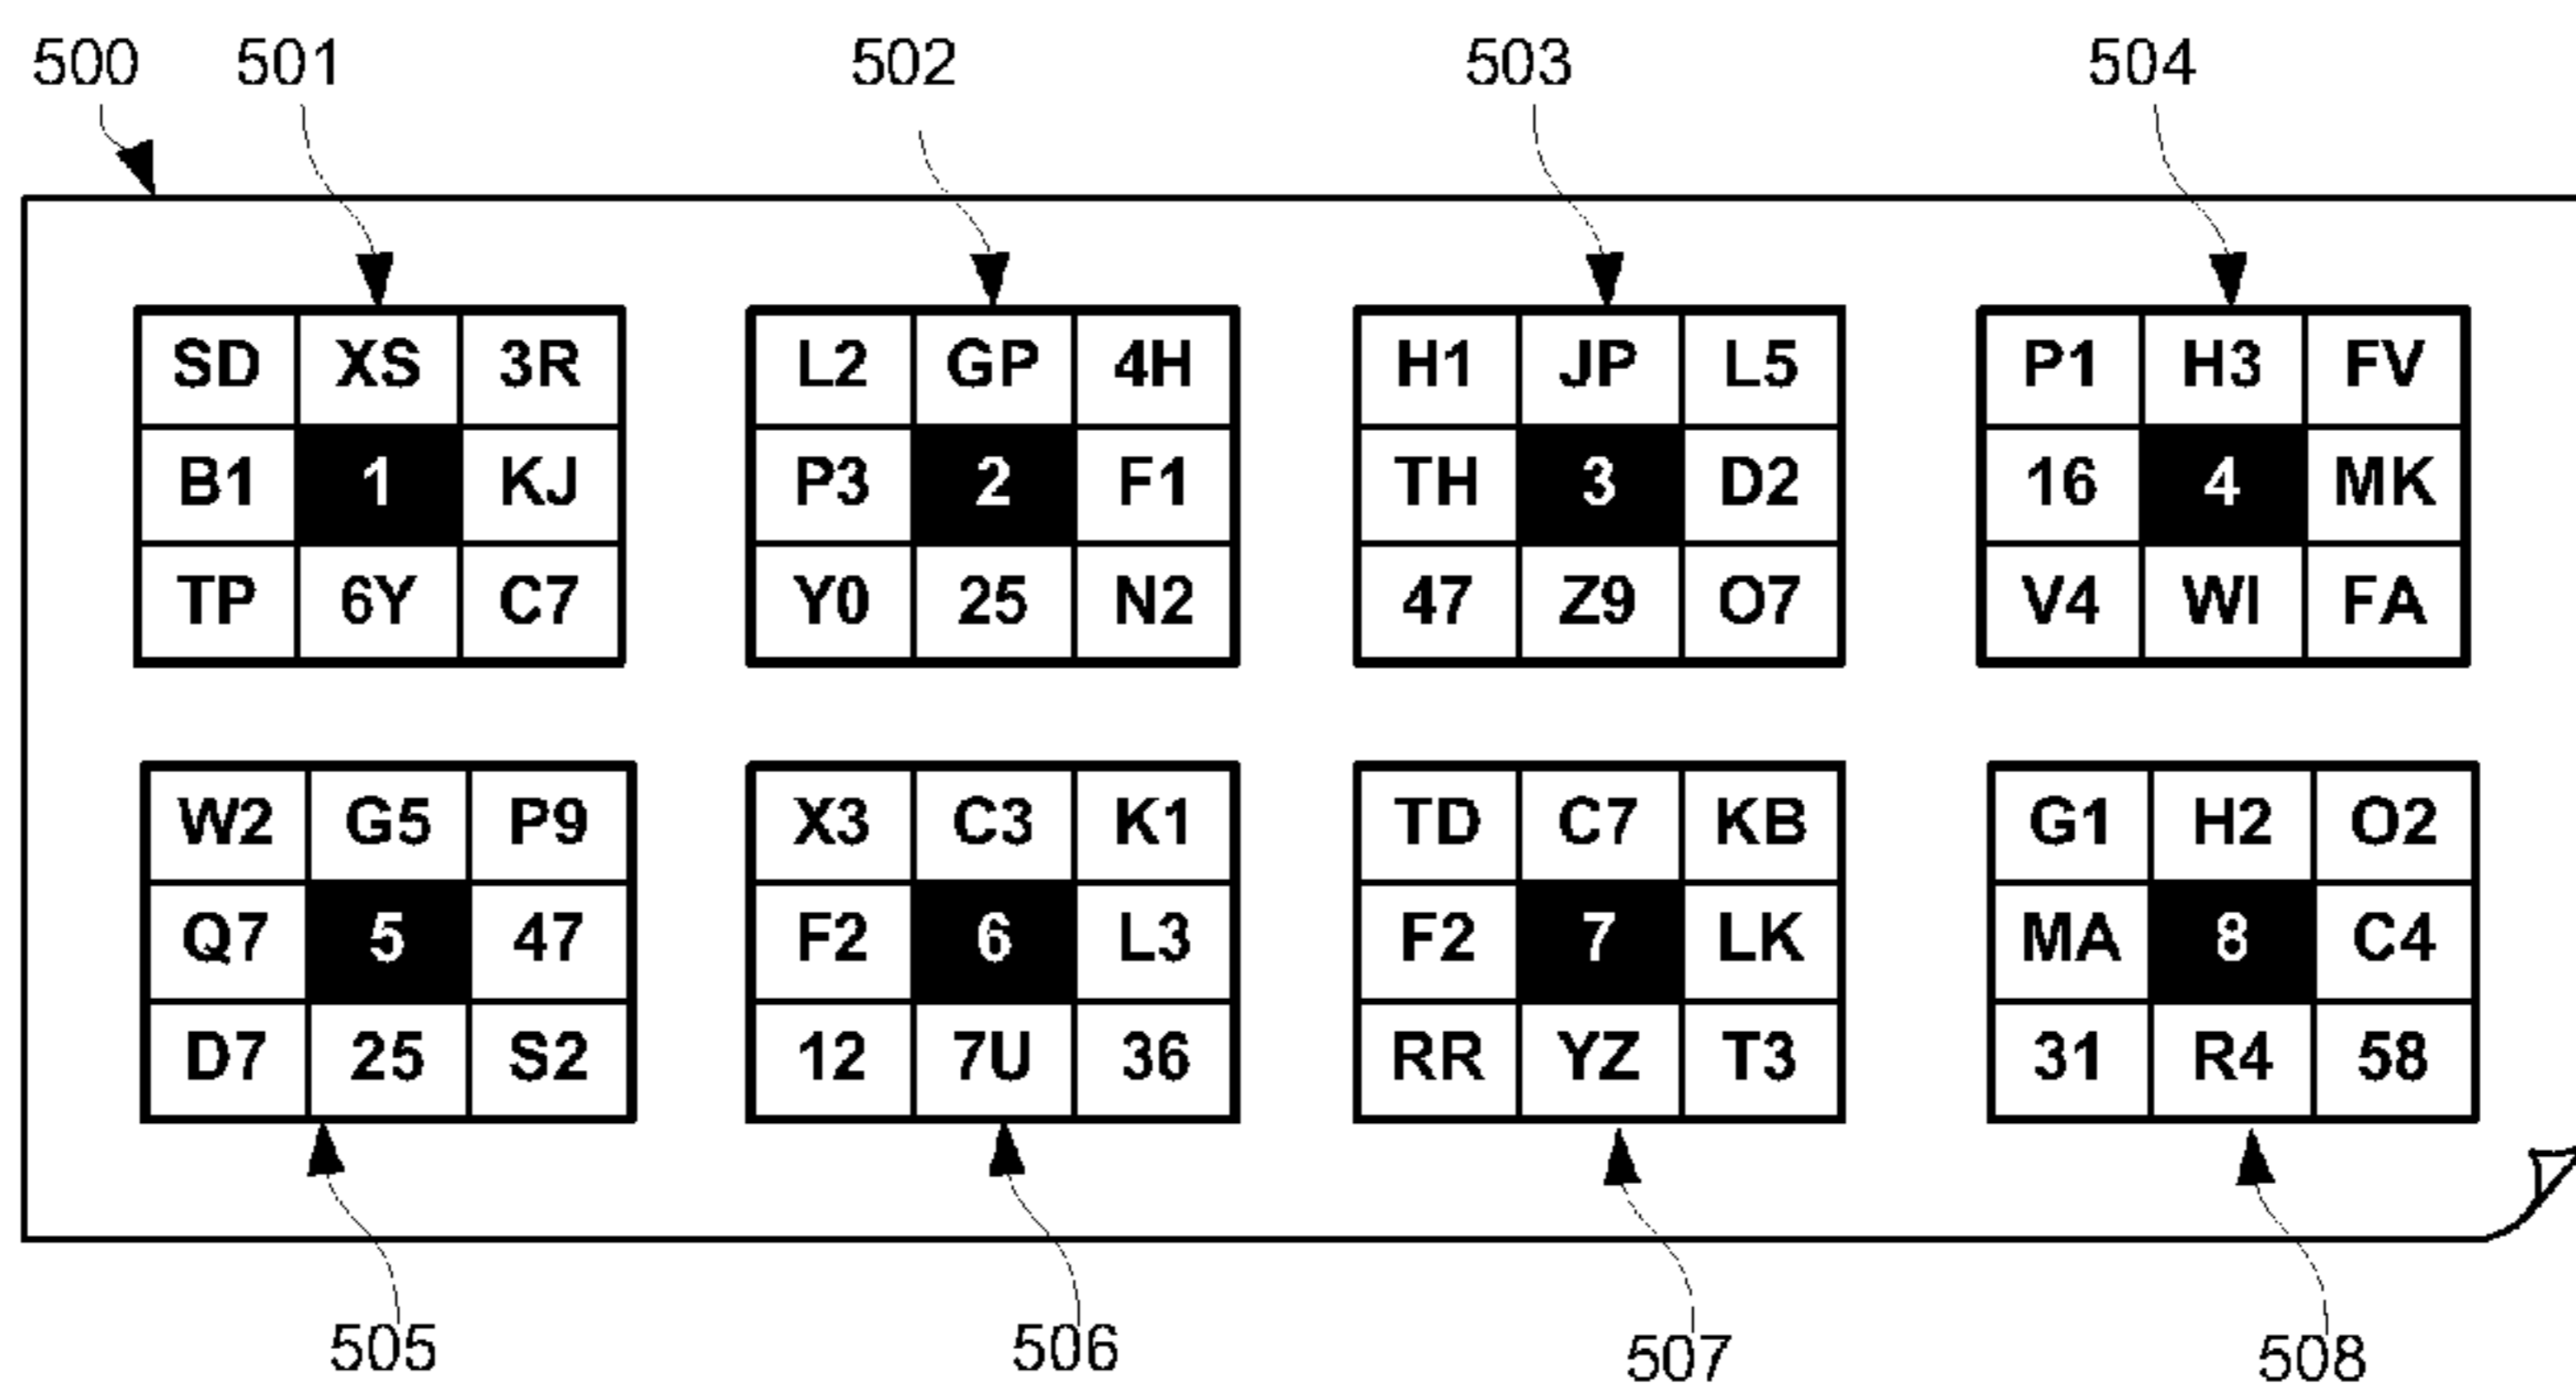 500 501 502 503 504
SD XS 3R L2 GP 4H H1 JP L5 P1 H3 FV
B1 1 KJ P3 2 F1 TH 3 D2 16 4 MK
TP 6Y C7 Y0 25 N2 47 Z9 O7 V4 WI FA
W2 G5 P9 X3 C3 K1 TD C7 KB G1 H2 O2
Q7 5 47 F2 6 L3 F2 7 LK MA 8 C4
D7 25 S2 12 7U 36 RR YZ T3 31 R4 58
505 506 507 508